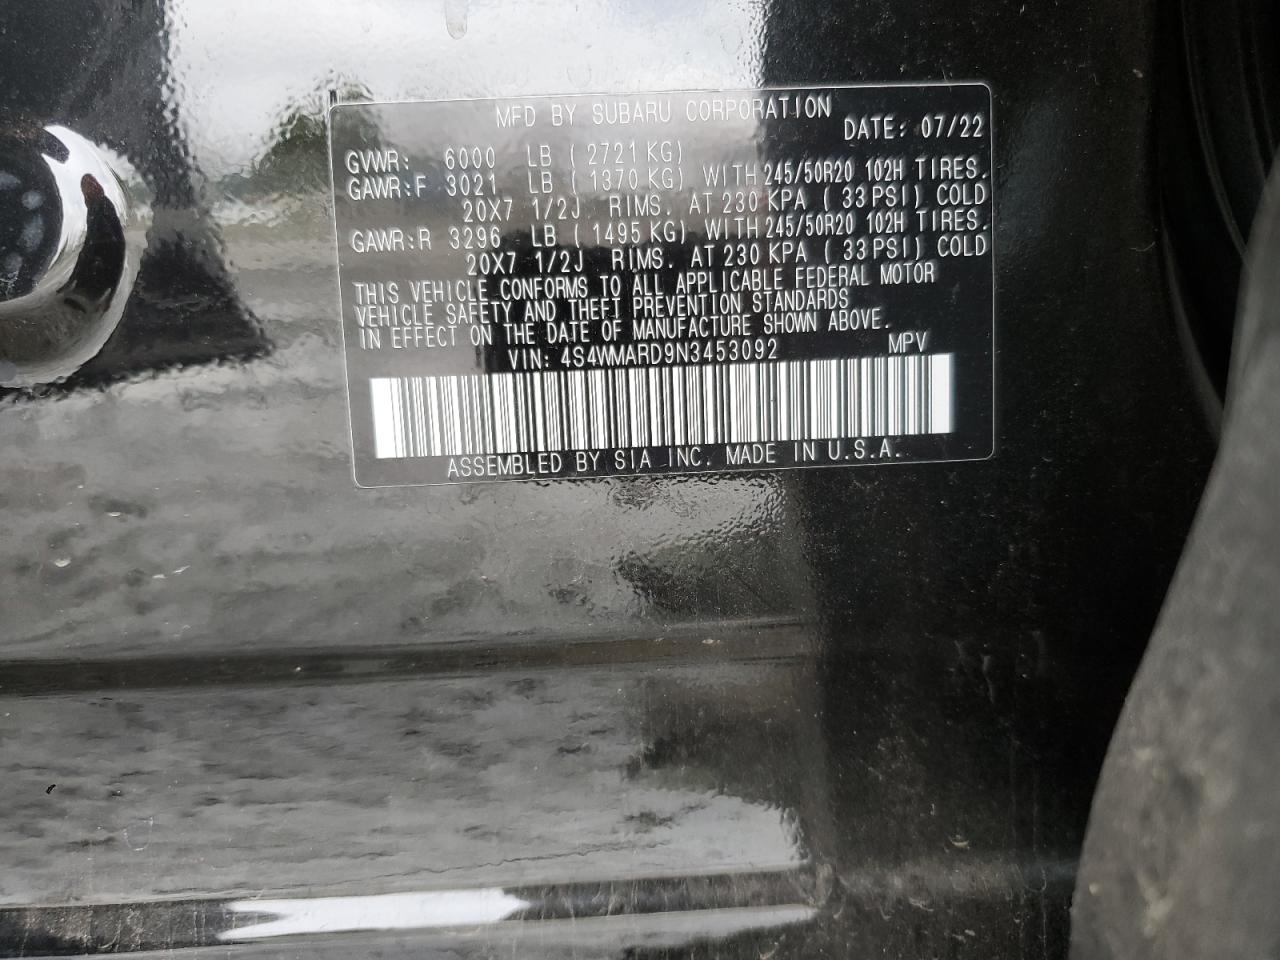 MFD BY SUBARU CORPORATION
DATE: 07/22
GVWR: 6000 LB ( 2721 KG)
GAWR:F 3021 LB ( 1370 KG) WITH 245/50R20 102H TIRES.
20X7 1/2J RIMS. AT 230 KPA ( 33 PSI) COLD
GAWR:R 3296 LB ( 1495 KG) WITH 245/50R20 102H TIRES.
20X7 1/2J RIMS. AT 230 KPA ( 33 PSI) COLD
THIS VEHICLE CONFORMS TO ALL APPLICABLE FEDERAL MOTOR
VEHICLE SAFETY AND THEFT PREVENTION STANDARDS
IN EFFECT ON THE DATE OF MANUFACTURE SHOWN ABOVE.
VIN: 4S4WMARD9N3453092 MPV
ASSEMBLED BY SIA INC. MADE IN U.S.A.